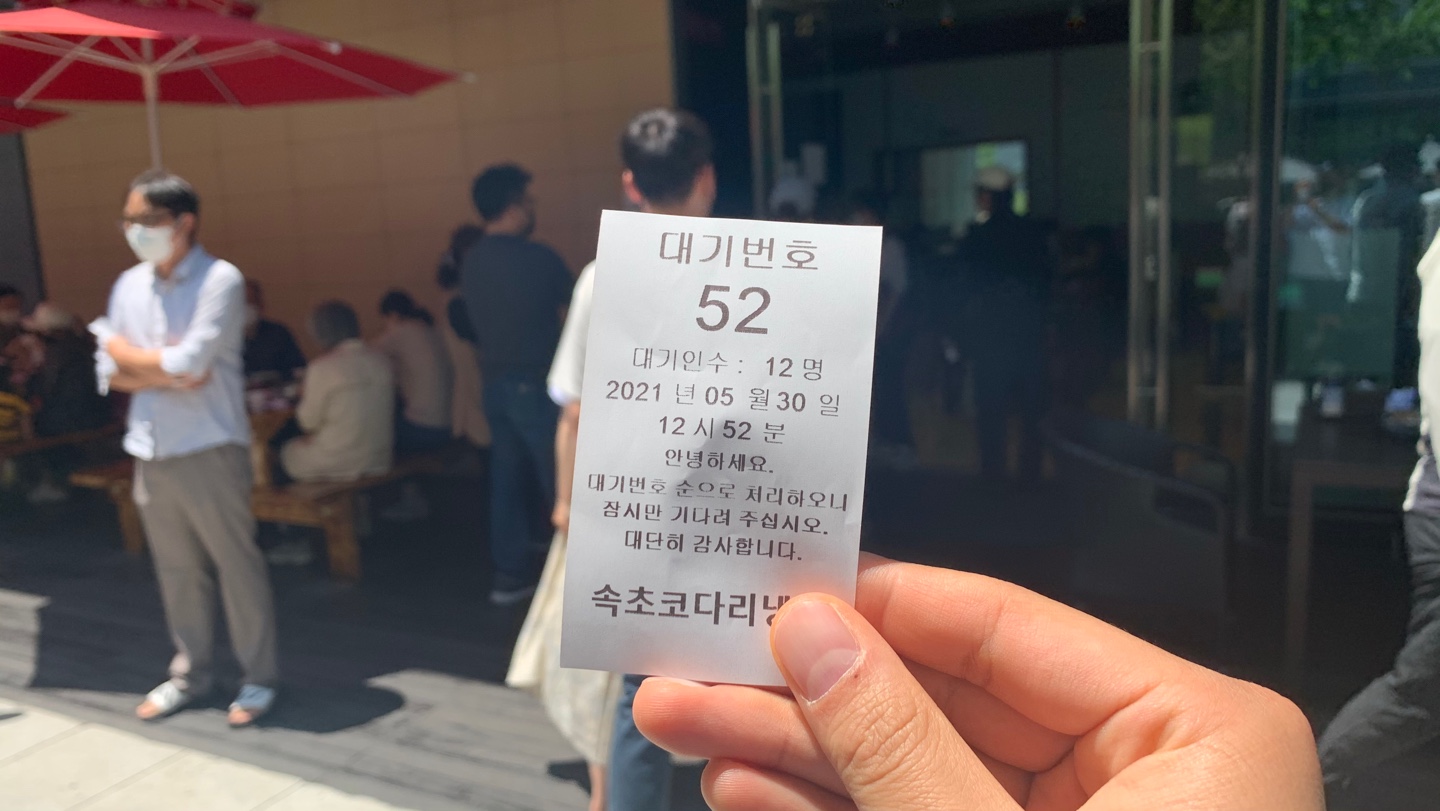 대기번호
52
대기인수 : 12 명
2021 년 05 월 30 일
12 시 52 분
안녕하세요.
대기번호 순으로 처리하오니
잠시만 기다려 주십시오.
대단히 감사합니다.
속초코다리냉